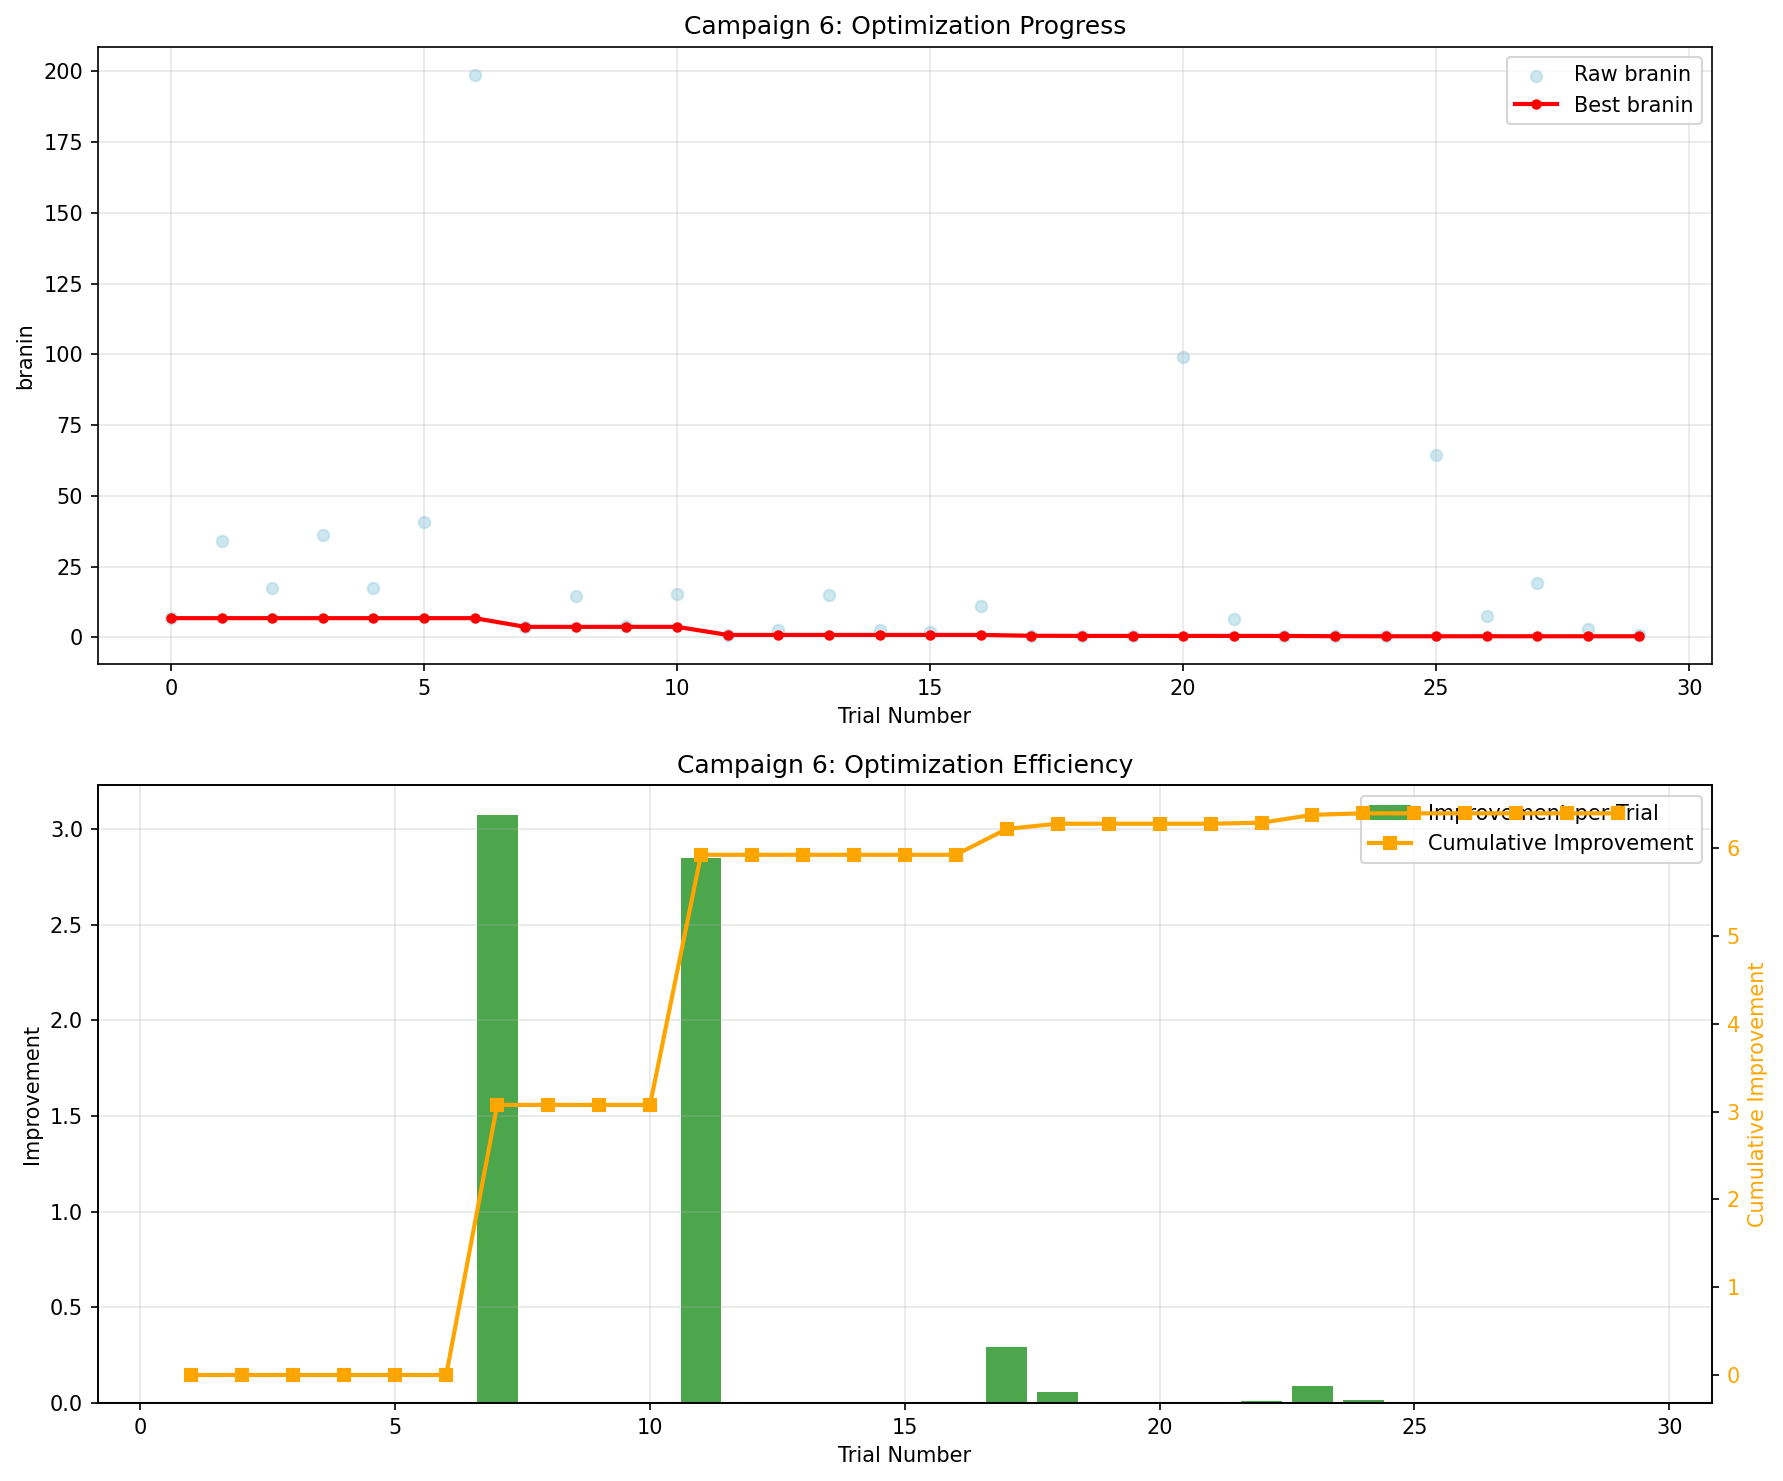 Campaign 6: Optimization Progress
200
175
150
125
100
75
50
25
0
branin
Raw branin
Best branin
0 5 10 15 20 25 30
Trial Number
Campaign 6: Optimization Efficiency
3.0
2.5
2.0
1.5
1.0
0.5
0.0
Improvement
Improvement per Trial
Cumulative Improvement
6
5
4
3
2
1
0
Cumulative Improvement
0 5 10 15 20 25 30
Trial Number